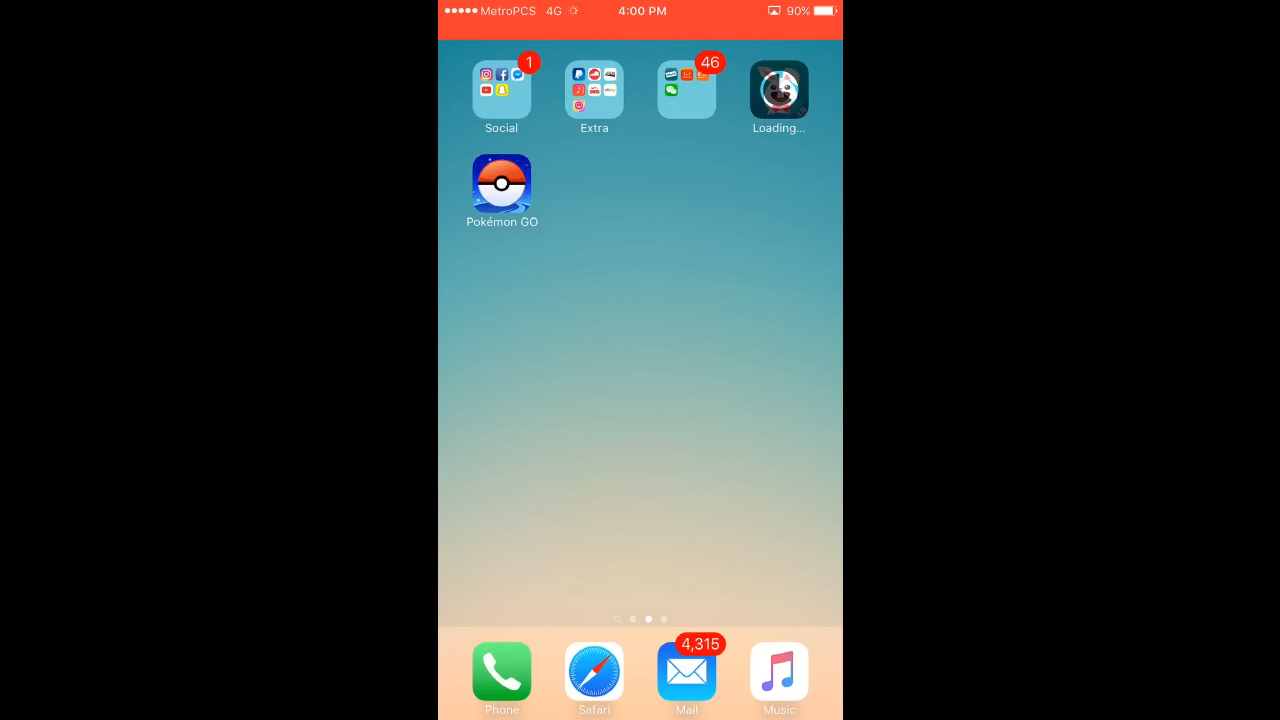 MetroPCS 4G 4:00 PM 90%
1
46
Social Extra Loading...
Pokémon GO
4,315
Phone Safari Mail Music